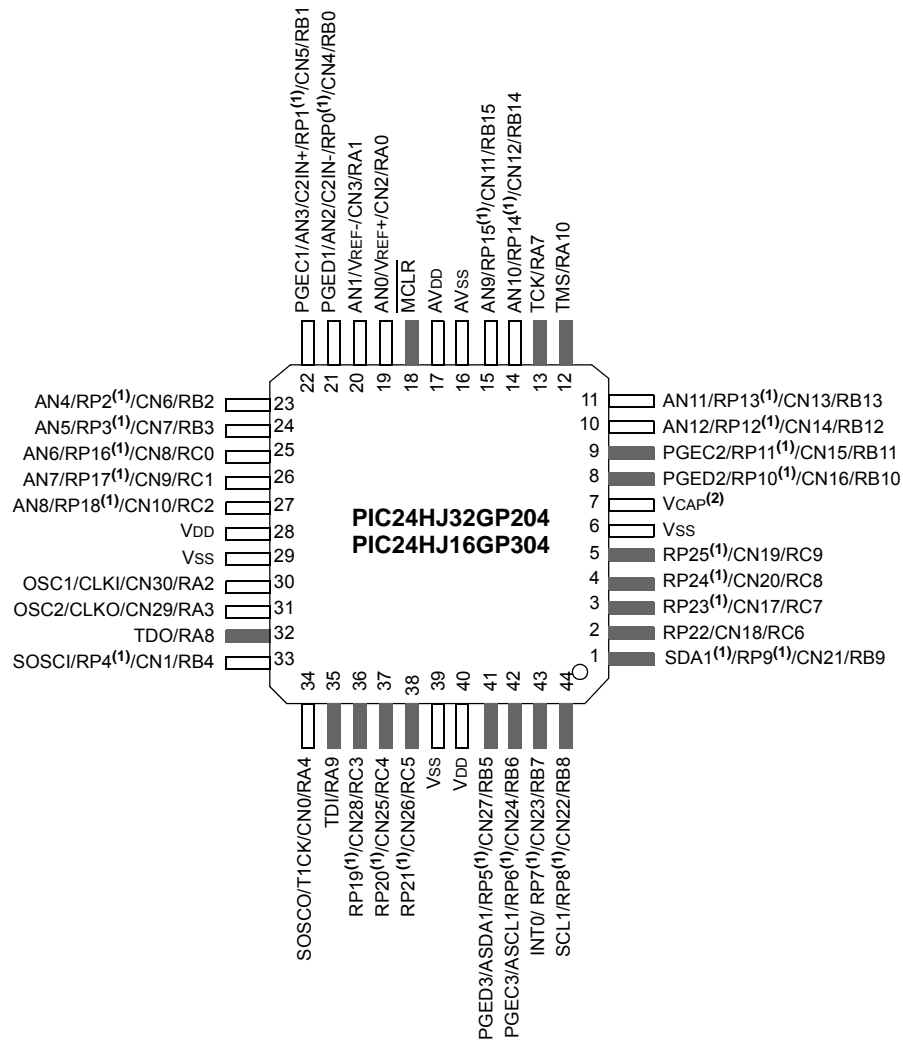 PGEC1/AN3/C2IN+/RP1(1)/CN5/RB1
PGED1/AN2/C2IN-/RP0(1)/CN4/RB0
AN1/VREF-/CN3/RA1
AN0/VREF+/CN2/RA0
MCLR
AVDD
AVSS
AN9/RP15(1)/CN11/RB15
AN10/RP14(1)/CN12/RB14
TCK/RA7
TMS/RA10
22
21
20
19
18
17
16
15
14
13
12
AN4/RP2(1)/CN6/RB2 23
AN5/RP3(1)/CN7/RB3 24
AN6/RP16(1)/CN8/RC0 25
AN7/RP17(1)/CN9/RC1 26
AN8/RP18(1)/CN10/RC2 27
VDD 28
VSS 29
OSC1/CLKI/CN30/RA2 30
OSC2/CLKO/CN29/RA3 31
TDO/RA8 32
SOSCI/RP4(1)/CN1/RB4 33
PIC24HJ32GP204
PIC24HJ16GP304
11 AN11/RP13(1)/CN13/RB13
10 AN12/RP12(1)/CN14/RB12
9 PGEC2/RP11(1)/CN15/RB11
8 PGED2/RP10(1)/CN16/RB10
7 VCAP(2)
6 VSS
5 RP25(1)/CN19/RC9
4 RP24(1)/CN20/RC8
3 RP23(1)/CN17/RC7
2 RP22/CN18/RC6
1 SDA1(1)/RP9(1)/CN21/RB9
34
35
36
37
38
39
40
41
42
43
44
SOSCO/T1CK/CN0/RA4
TDI/RA9
RP19(1)/CN28/RC3
RP20(1)/CN25/RC4
RP21(1)/CN26/RC5
VSS
VDD
PGED3/ASDA1/RP5(1)/CN27/RB5
PGEC3/ASCL1/RP6(1)/CN24/RB6
INT0/ RP7(1)/CN23/RB7
SCL1/RP8(1)/CN22/RB8